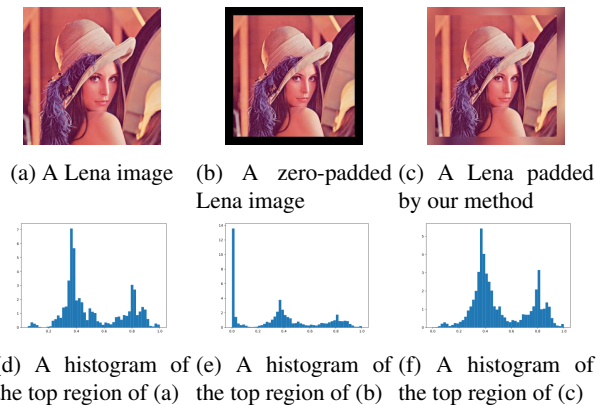 (a) A Lena image
(b) A zero-padded
Lena image
(c) A Lena padded
by our method
d) A histogram of
the top region of (a)
(e) A histogram of
the top region of (b)
(f) A histogram of
the top region of (c)